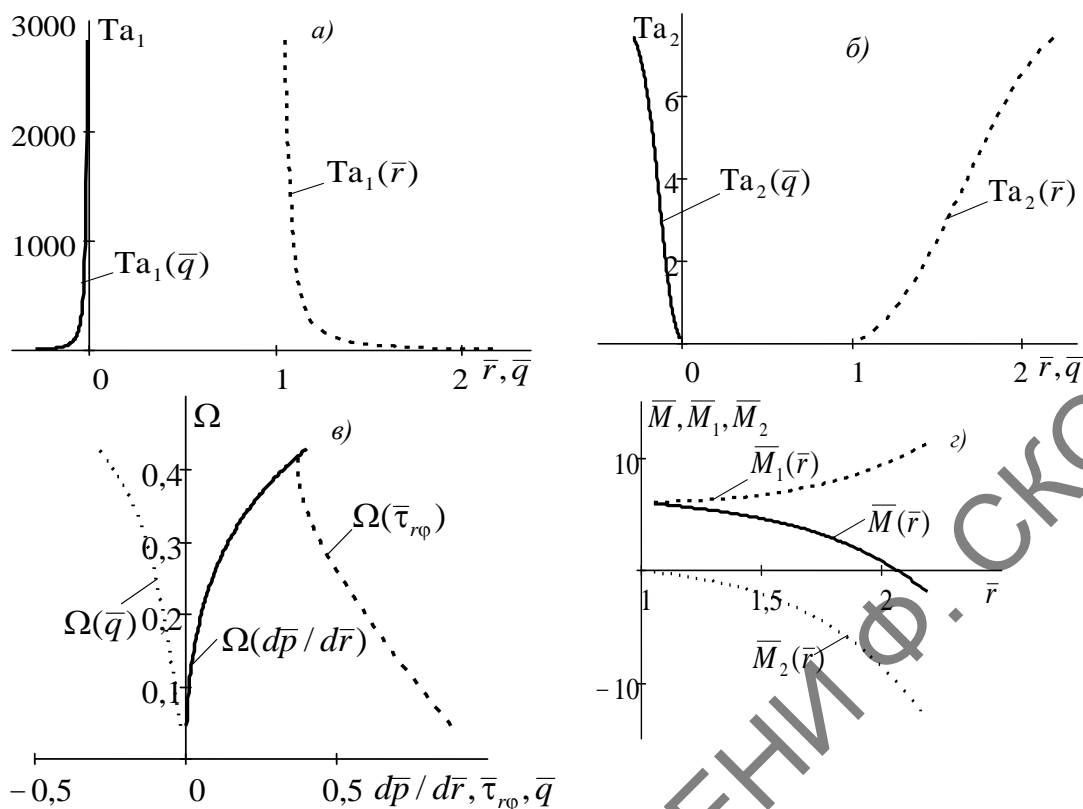 3000 Ta₁ а)
2000
1000
Ta₁(r̅)
Ta₁(q̅)
0 1 2 r̅, q̅
Ta₂ б)
6
4
2
Ta₂(q̅)
Ta₂(r̅)
0 1 2 r̅, q̅
Ω в)
0,4
0,3
0,2
0,1
Ω(τ̅rφ)
Ω(q̅)
Ω(dp̅ / dr̅)
−0,5 0 0,5 dp̅ / dr̅, τ̅rφ, q̅
M̅, M̅₁, M̅₂ г)
10
M̅₁(r̅)
M̅(r̅)
1 1,5 2 r̅
M̅₂(r̅)
−10
ЕНИ Ф. СКО